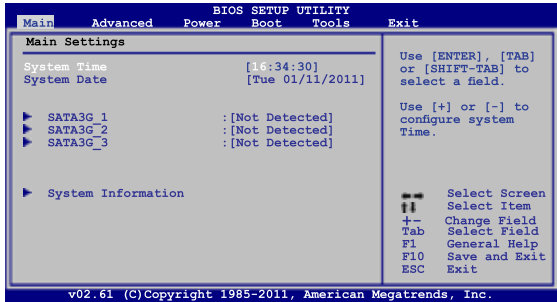 BIOS SETUP UTILITY
Main Advanced Power Boot Tools Exit
Main Settings
System Time [16:34:30]
System Date [Tue 01/11/2011]
SATA3G_1 :[Not Detected]
SATA3G_2 :[Not Detected]
SATA3G_3 :[Not Detected]
System Information
Use [ENTER], [TAB]
or [SHIFT-TAB] to
select a field.
Use [+] or [-] to
configure system
Time.
Select Screen
Select Item
+- Change Field
Tab Select Field
F1 General Help
F10 Save and Exit
ESC Exit
v02.61 (C)Copyright 1985-2011, American Megatrends, Inc.